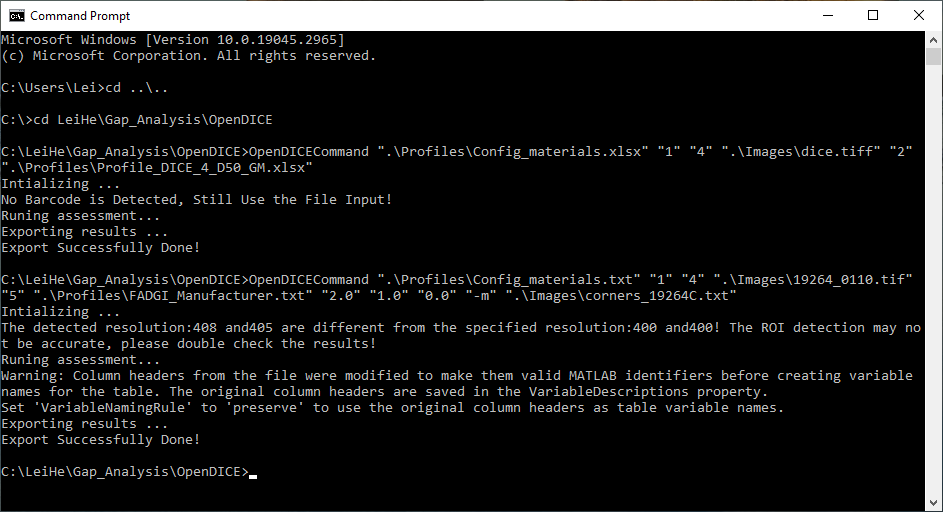 Command Prompt
Microsoft Windows [Version 10.0.19045.2965]
(c) Microsoft Corporation. All rights reserved.
C:\Users\Lei>cd ..\..
C:\>cd LeiHe\Gap_Analysis\OpenDICE
C:\LeiHe\Gap_Analysis\OpenDICE>OpenDICECommand ".\Profiles\Config_materials.xlsx" "1" "4" ".\Images\dice.tiff" "2"
".\Profiles\Profile_DICE_4_D50_GM.xlsx"
Intializing ...
No Barcode is Detected, Still Use the File Input!
Runing assessment...
Exporting results ...
Export Successfully Done!
C:\LeiHe\Gap_Analysis\OpenDICE>OpenDICECommand ".\Profiles\Config_materials.txt" "1" "4" ".\Images\19264_0110.tif"
"5" ".\Profiles\FADGI_Manufacturer.txt" "2.0" "1.0" "0.0" "-m" ".\Images\corners_19264C.txt"
Intializing ...
The detected resolution:408 and405 are different from the specified resolution:400 and400! The ROI detection may no
t be accurate, please double check the results!
Runing assessment...
Warning: Column headers from the file were modified to make them valid MATLAB identifiers before creating variable
names for the table. The original column headers are saved in the VariableDescriptions property.
Set 'VariableNamingRule' to 'preserve' to use the original column headers as table variable names.
Exporting results ...
Export Successfully Done!
C:\LeiHe\Gap_Analysis\OpenDICE>